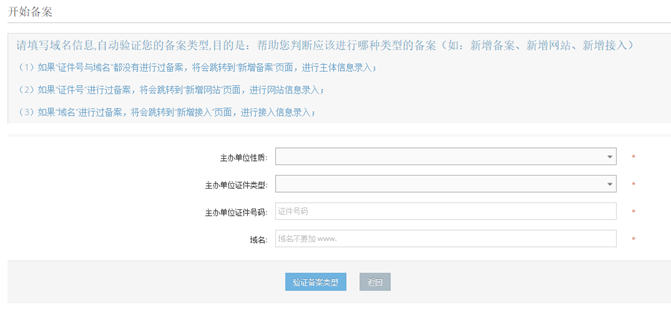 开始备案
请填写域名信息,自动验证您的备案类型,目的是：帮助您判断应该进行哪种类型的备案（如：新增备案、新增网站、新增接入）
（1）如果“证件号与域名”都没有进行过备案，将会跳转到“新增备案”页面，进行主体信息录入；
（2）如果“证件号”进行过备案，将会跳转到“新增网站”页面，进行网站信息录入；
（3）如果“域名”进行过备案，将会跳转到“新增接入”页面，进行接入信息录入；
主办单位性质: *
主办单位证件类型: *
主办单位证件号码: 证件号码 *
域名: 域名不要加 www. *
验证备案类型 返回